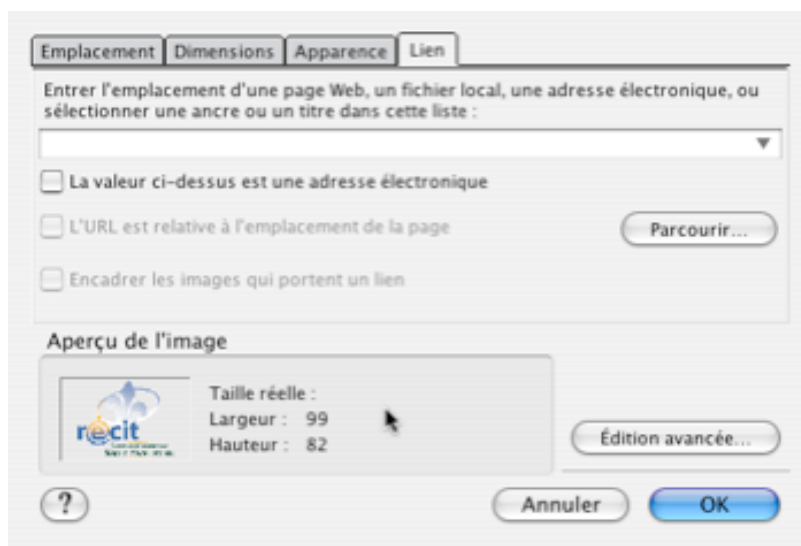 Emplacement Dimensions Apparence Lien
Entrer l'emplacement d'une page Web, un fichier local, une adresse électronique, ou
sélectionner une ancre ou un titre dans cette liste :
La valeur ci-dessus est une adresse électronique
L'URL est relative à l'emplacement de la page
Parcourir...
Encadrer les images qui portent un lien
Aperçu de l'image
récit
Taille réelle :
Largeur : 99
Hauteur : 82
Édition avancée...
?
Annuler
OK